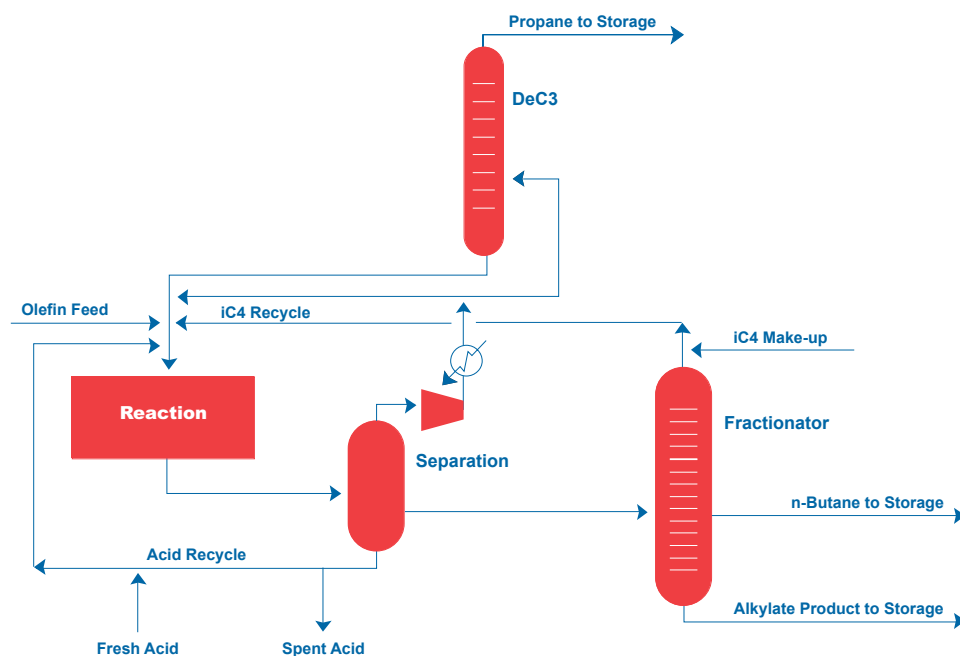 Propane to Storage
DeC3
Olefin Feed
iC4 Recycle
iC4 Make-up
Reaction
Fractionator
Separation
n-Butane to Storage
Acid Recycle
Alkylate Product to Storage
Fresh Acid
Spent Acid